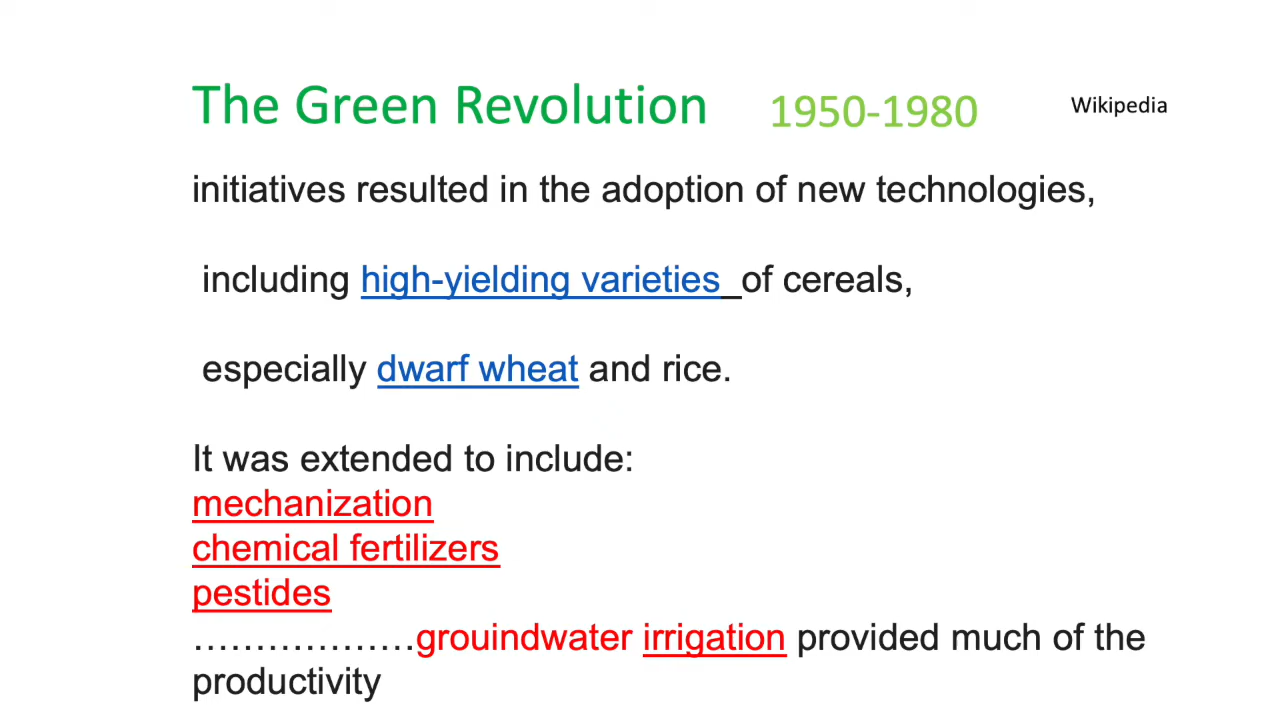 The Green Revolution 1950-1980 Wikipedia
initiatives resulted in the adoption of new technologies,
including high-yielding varieties of cereals,
especially dwarf wheat and rice.
It was extended to include:
mechanization
chemical fertilizers
pestides
………………grouindwater irrigation provided much of the
productivity